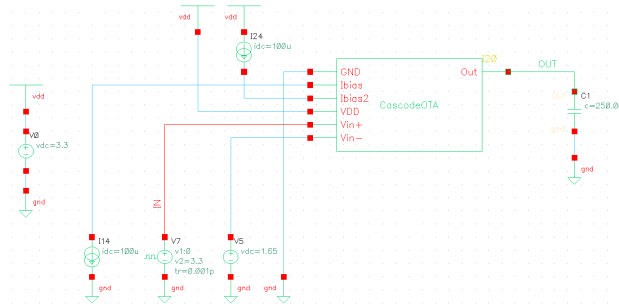 vdd
vdd
I24
idc=100u
I20
GND
Ibias
Ibias2
VDD
Vin+
Vin-
Out
CascodeOTA
OUT
C1
c=250.0
gnd
vdd
V0
vdc=3.3
gnd
IN
I14
idc=100u
gnd
V7
v1:0
v2=3.3
tr=0.001p
gnd
V5
vdc=1.65
gnd
gnd